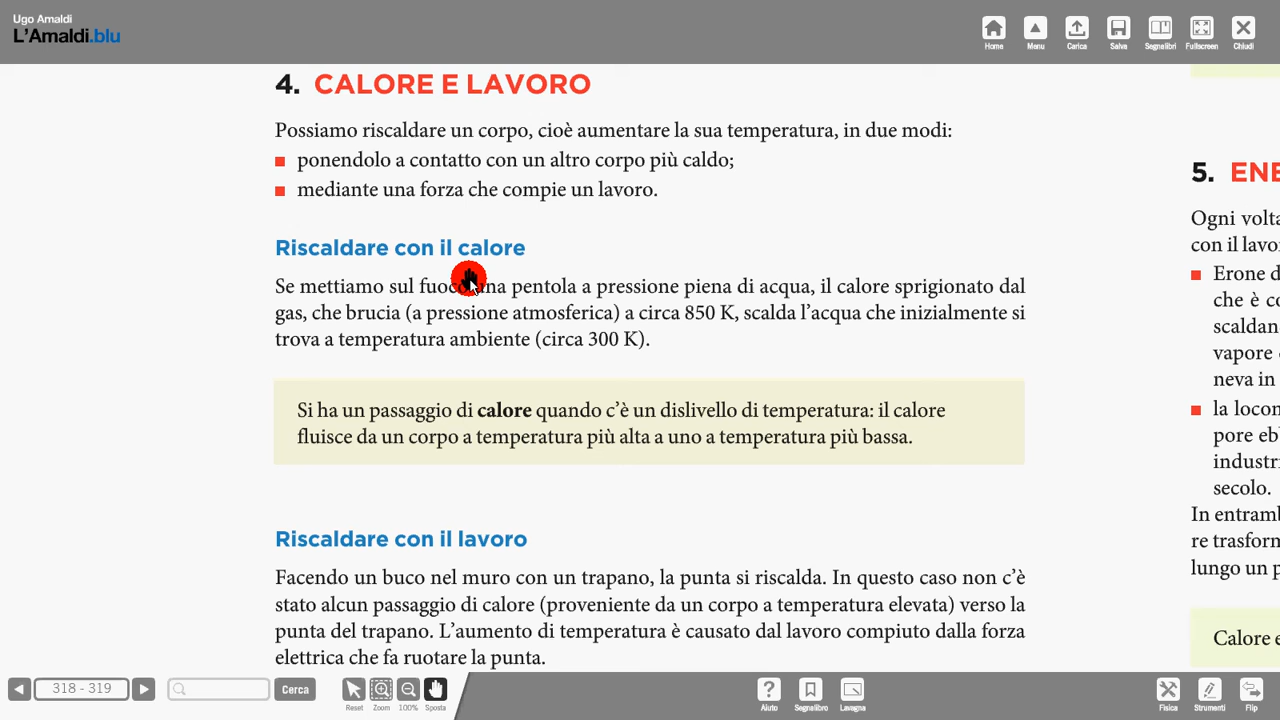 Ugo Amaldi
L'Amaldi.blu
Home
Menu
Carica
Salva
Segnalibri
Fullscreen
Chiudi
4. CALORE E LAVORO
Possiamo riscaldare un corpo, cioè aumentare la sua temperatura, in due modi:
ponendolo a contatto con un altro corpo più caldo;
mediante una forza che compie un lavoro.
Riscaldare con il calore
Se mettiamo sul fuoco una pentola a pressione piena di acqua, il calore sprigionato dal
gas, che brucia (a pressione atmosferica) a circa 850 K, scalda l'acqua che inizialmente si
trova a temperatura ambiente (circa 300 K).
Si ha un passaggio di calore quando c'è un dislivello di temperatura: il calore
fluisce da un corpo a temperatura più alta a uno a temperatura più bassa.
Riscaldare con il lavoro
Facendo un buco nel muro con un trapano, la punta si riscalda. In questo caso non c'è
stato alcun passaggio di calore (proveniente da un corpo a temperatura elevata) verso la
punta del trapano. L'aumento di temperatura è causato dal lavoro compiuto dalla forza
elettrica che fa ruotare la punta.
5. ENE
Ogni volta
con il lavo
Erone d
che è co
scaldan
vapore
neva in
la locon
pore eb
industri
secolo.
In entramb
re trasform
lungo un p
Calore e
318 - 319
Cerca
Reset
Zoom
100%
Sposta
Aiuto
Segnalibro
Lavagna
Fisica
Strumenti
Flip